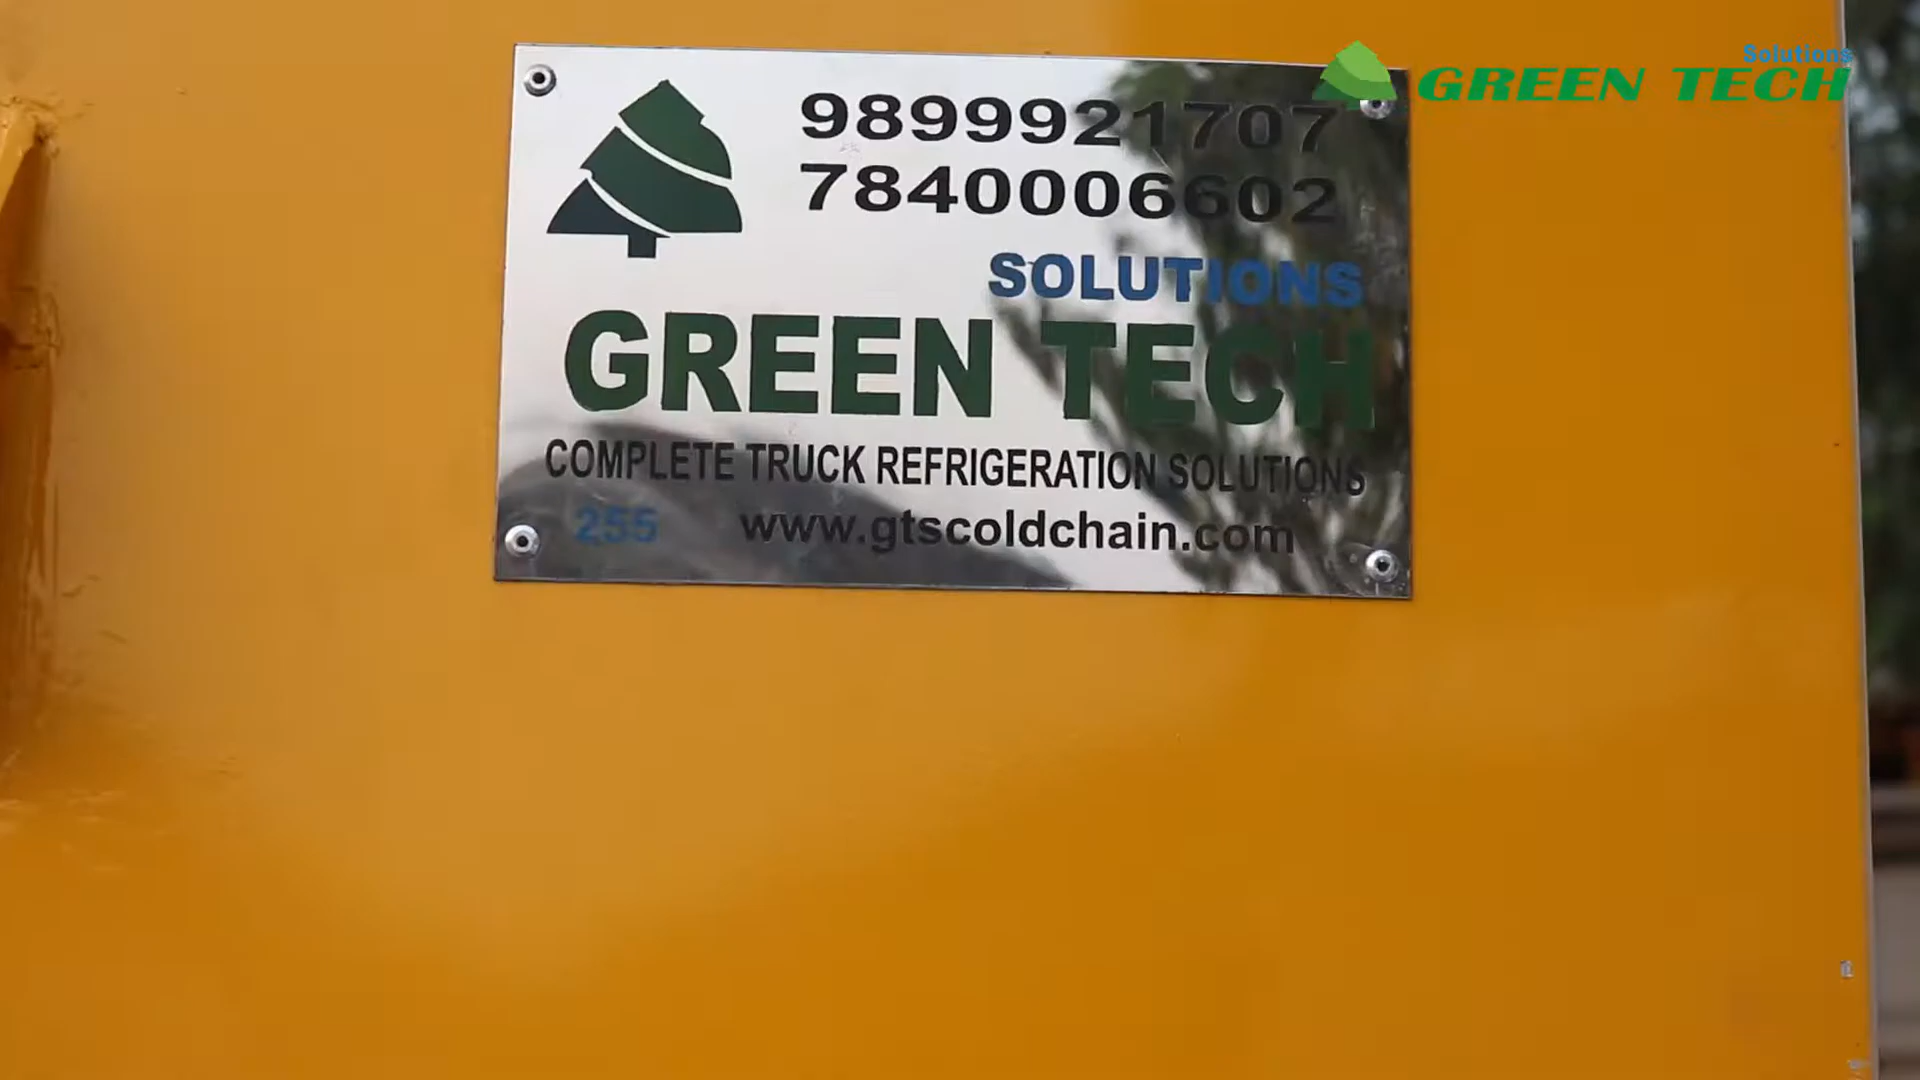 9899921707
7840006602
SOLUTIONS
GREEN TECH
COMPLETE TRUCK REFRIGERATION SOLUTIONS
255 www.gtscoldchain.com
Solutions
GREEN TECH